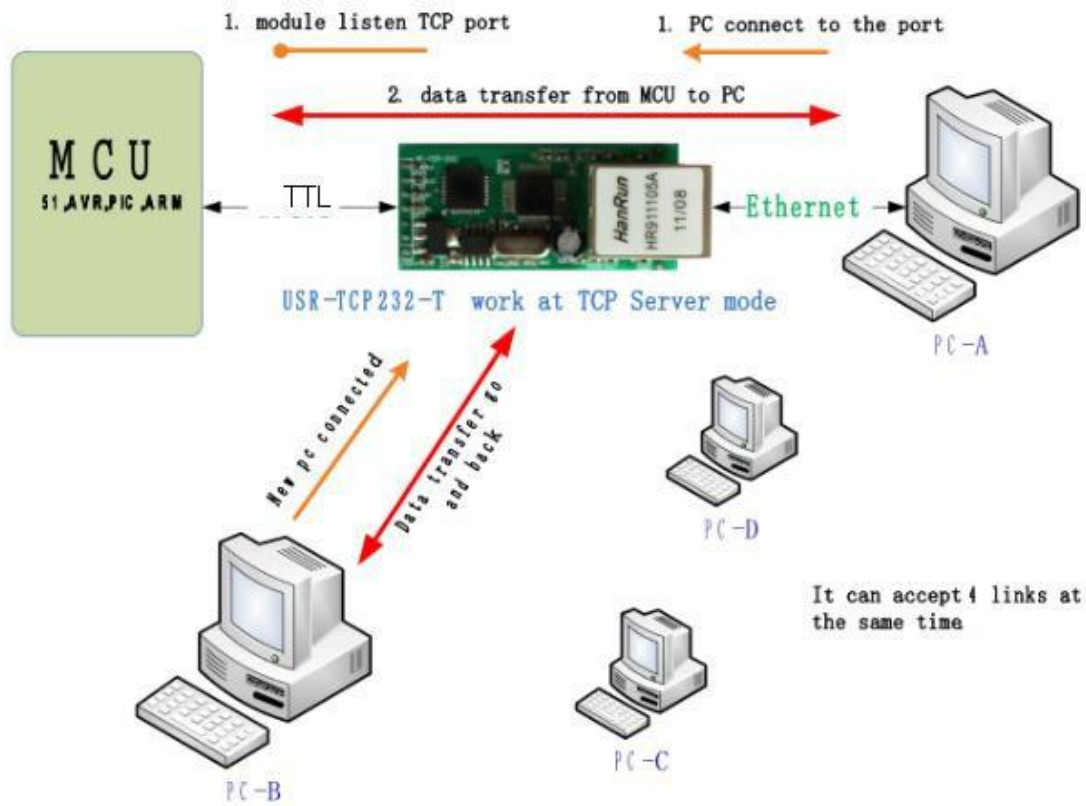 1. module listen TCP port
1. PC connect to the port
2. data transfer from MCU to PC
MCU
51,AVR,PIC,ARM
TTL
HanRun
HR911105A
11/08
Ethernet
USR-TCP232-T work at TCP Server mode
PC-A
New pc connected
Data transfer go
and back
PC-D
It can accept 4 links at
the same time
PC-C
PC-B